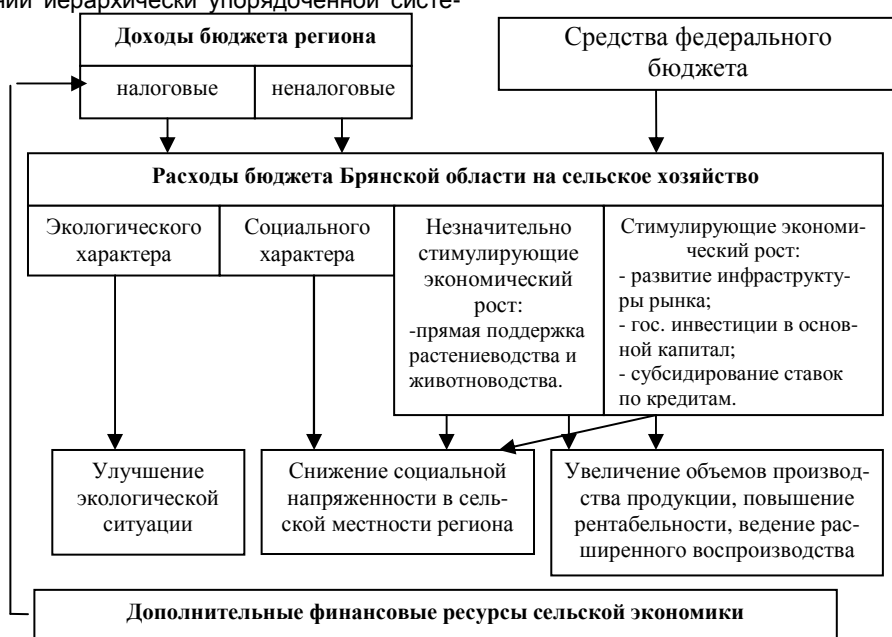 нии иерархически упорядоченной систе-
Доходы бюджета региона
налоговые
неналоговые
Средства федерального
бюджета
Расходы бюджета Брянской области на сельское хозяйство
Экологического
характера
Социального
характера
Незначительно
стимулирующие
экономический
рост:
-прямая поддержка
растениеводства и
животноводства.
Стимулирующие экономи-
ческий рост:
- развитие инфраструкту-
ры рынка;
- гос. инвестиции в основ-
ной капитал;
- субсидирование ставок
по кредитам.
Улучшение
экологической
ситуации
Снижение социальной
напряженности в сель-
ской местности региона
Увеличение объемов производ-
ства продукции, повышение
рентабельности, ведение рас-
ширенного воспроизводства
Дополнительные финансовые ресурсы сельской экономики